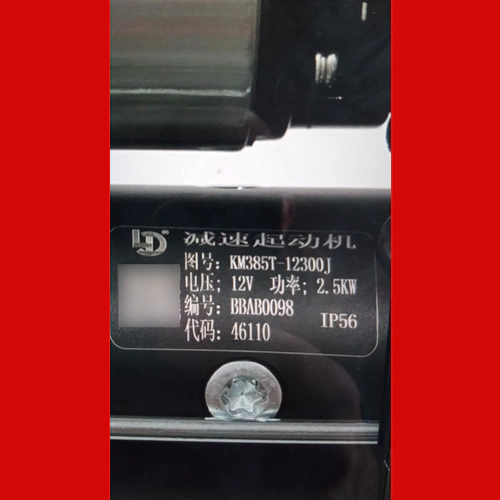 减速起动机
图号: KM385T-12300J
电压; 12V 功率; 2.5KW
编号: BBAB0098
代码: 46110
IP56